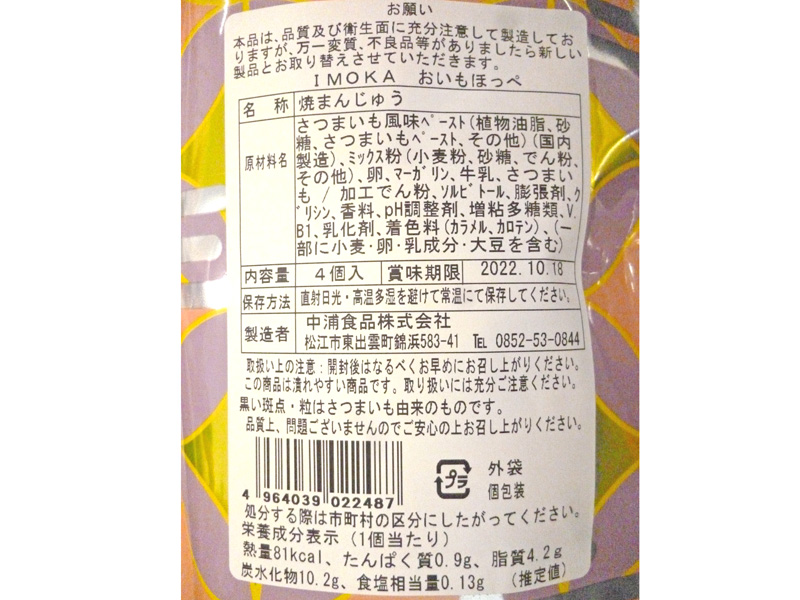 お願い
本品は、品質及び衛生面に充分注意して製造してお
りますが、万一変質、不良品等がありましたら新しい
製品とお取り替えさせていただきます。
IMOKA おいもほっぺ
名 称 焼まんじゅう
さつまいも風味ペースト(植物油脂、砂
糖、さつまいもペースト、その他)(国内
原材料名 製造)、ミックス粉(小麦粉、砂糖、でん粉、
その他)、卵、マーガリン、牛乳、さつまい
も / 加工でん粉、ソルビトール、膨張剤、グ
リシン、香料、pH調整剤、増粘多糖類、V.
B1、乳化剤、着色料(カラメル、カロテン)、(一
部に小麦・卵・乳成分・大豆を含む)
内容量 4個入 賞味期限 2022.10.18
保存方法 直射日光・高温多湿を避けて常温にて保存してください。
製造者 中浦食品株式会社
松江市東出雲町錦浜583-41 TEL 0852-53-0844
取扱い上の注意:開封後はなるべくお早めにお召し上がりください。
この商品は潰れやすい商品です。取り扱いには充分ご注意ください。
黒い斑点・粒はさつまいも由来のものです。
品質上、問題ございませんのでご安心の上お召し上がりください。
プラ 外袋
個包装
4 964039 022487
処分する際は市町村の区分にしたがってください。
栄養成分表示(1個当たり)
熱量81kcal、たんぱく質0.9g、脂質4.2g
炭水化物10.2g、食塩相当量0.13g (推定値)